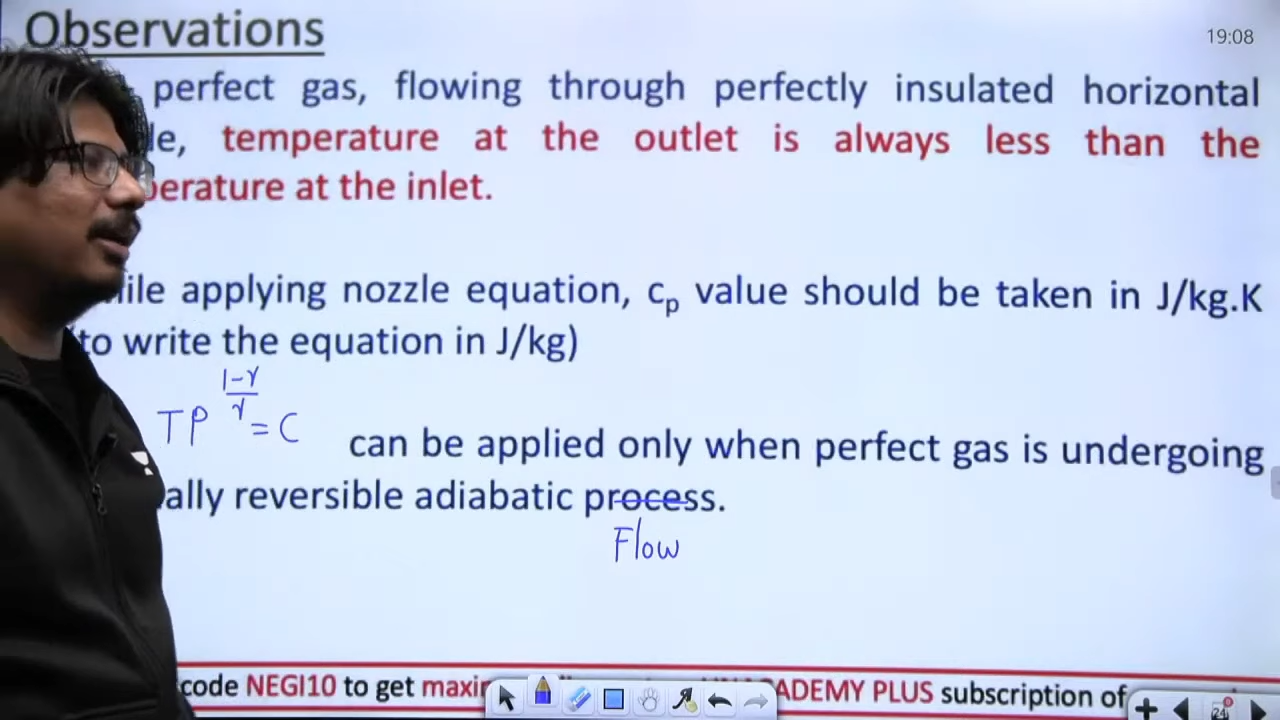 Observations
19:08
perfect gas, flowing through perfectly insulated horizontal
le, temperature at the outlet is always less than the
perature at the inlet.
ile applying nozzle equation, cp value should be taken in J/kg.K
to write the equation in J/kg)
TP^(1-γ)/γ = C
can be applied only when perfect gas is undergoing
ally reversible adiabatic process.
Flow
code NEGI10 to get maxi ACADEMY PLUS subscription of
24